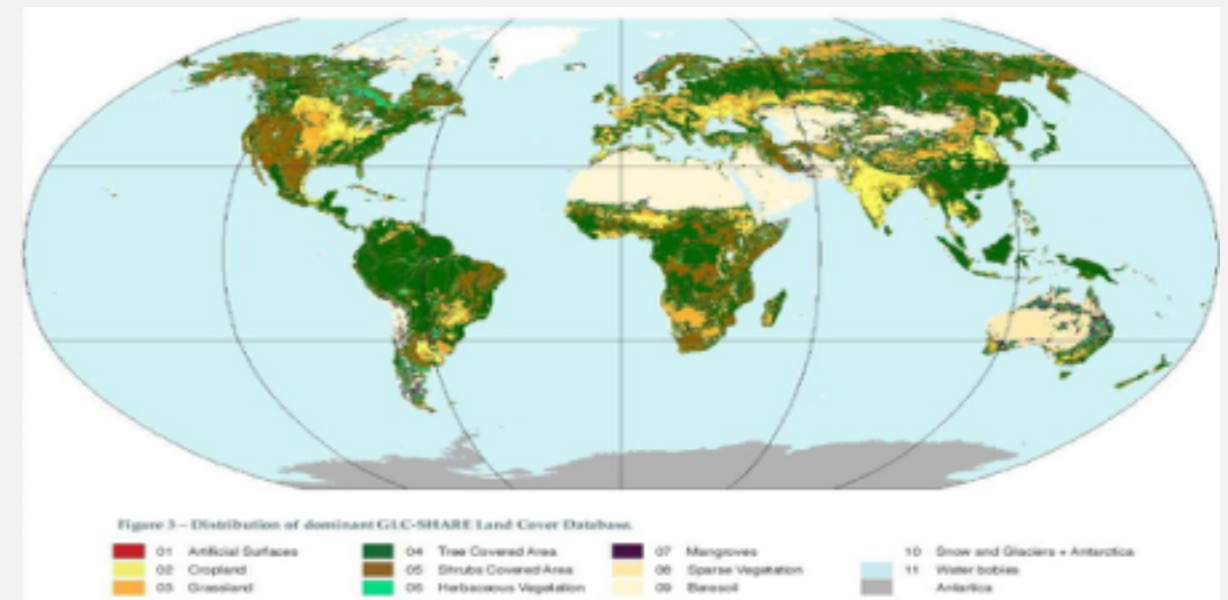 Figure 3 – Distribution of dominant GLC-SHARE Land Cover Database.
01 Artificial Surfaces
02 Cropland
03 Grassland
04 Tree Covered Area
05 Shrubs Covered Area
06 Herbaceous Vegetation
07 Mangroves
08 Sparse Vegetation
09 Baresoil
10 Snow and Glaciers + Antarctica
11 Water bobies
Antartica